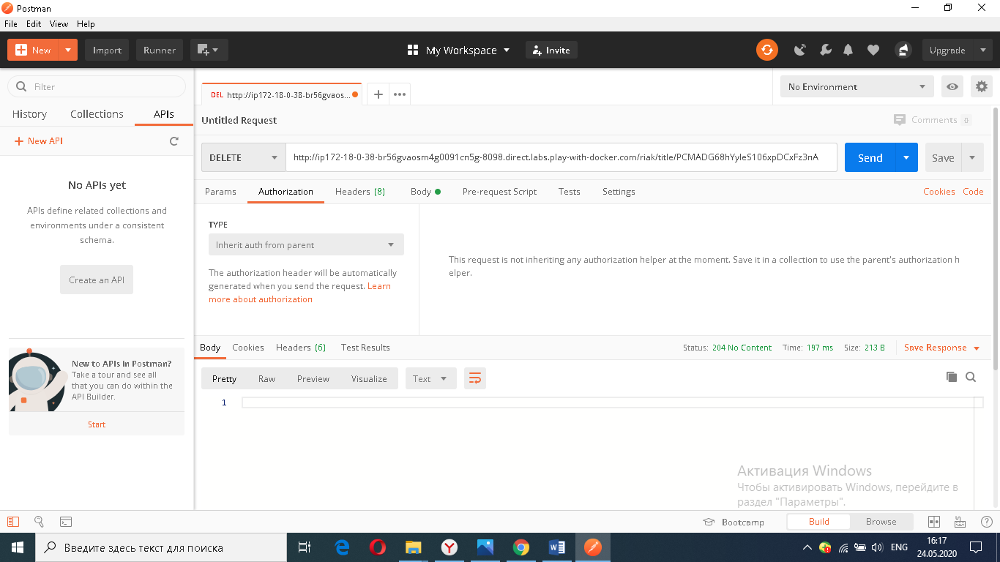 Postman
File Edit View Help
New Import Runner My Workspace Invite Upgrade
Filter
History Collections APIs
New API
No APIs yet
APIs define related collections and
environments under a consistent
schema.
Create an API
New to APIs in Postman?
Take a tour and see all
that you can do within the
API Builder.
Start
DEL http://ip172-18-0-38-br56gvaos...
No Environment
Untitled Request
Comments 0
DELETE http://ip172-18-0-38-br56gvaosm4g0091cn5g-8098.direct.labs.play-with-docker.com/riak/title/PCMADG68hYyIeS106xpDCxFz3nA Send Save
Params Authorization Headers (8) Body Pre-request Script Tests Settings Cookies Code
TYPE
Inherit auth from parent
The authorization header will be automatically
generated when you send the request. Learn
more about authorization
This request is not inheriting any authorization helper at the moment. Save it in a collection to use the parent's authorization h
elper.
Body Cookies Headers (6) Test Results Status: 204 No Content Time: 197 ms Size: 213 B Save Response
Pretty Raw Preview Visualize Text
1
Активация Windows
Чтобы активировать Windows, перейдите в
раздел "Параметры".
Bootcamp Build Browse
Введите здесь текст для поиска
ENG
16:17
24.05.2020